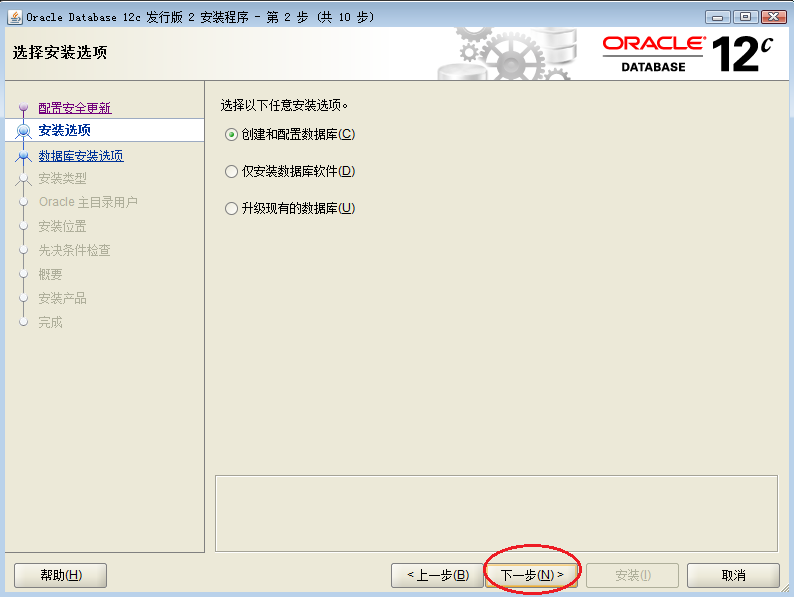 Oracle Database 12c 发行版 2 安装程序 - 第 2 步 (共 10 步)
选择安装选项
ORACLE®
DATABASE
12c
配置安全更新
安装选项
数据库安装选项
安装类型
Oracle 主目录用户
安装位置
先决条件检查
概要
安装产品
完成
选择以下任意安装选项。
创建和配置数据库(C)
仅安装数据库软件(D)
升级现有的数据库(U)
帮助(H)
< 上一步(B)
下一步(N) >
安装(I)
取消